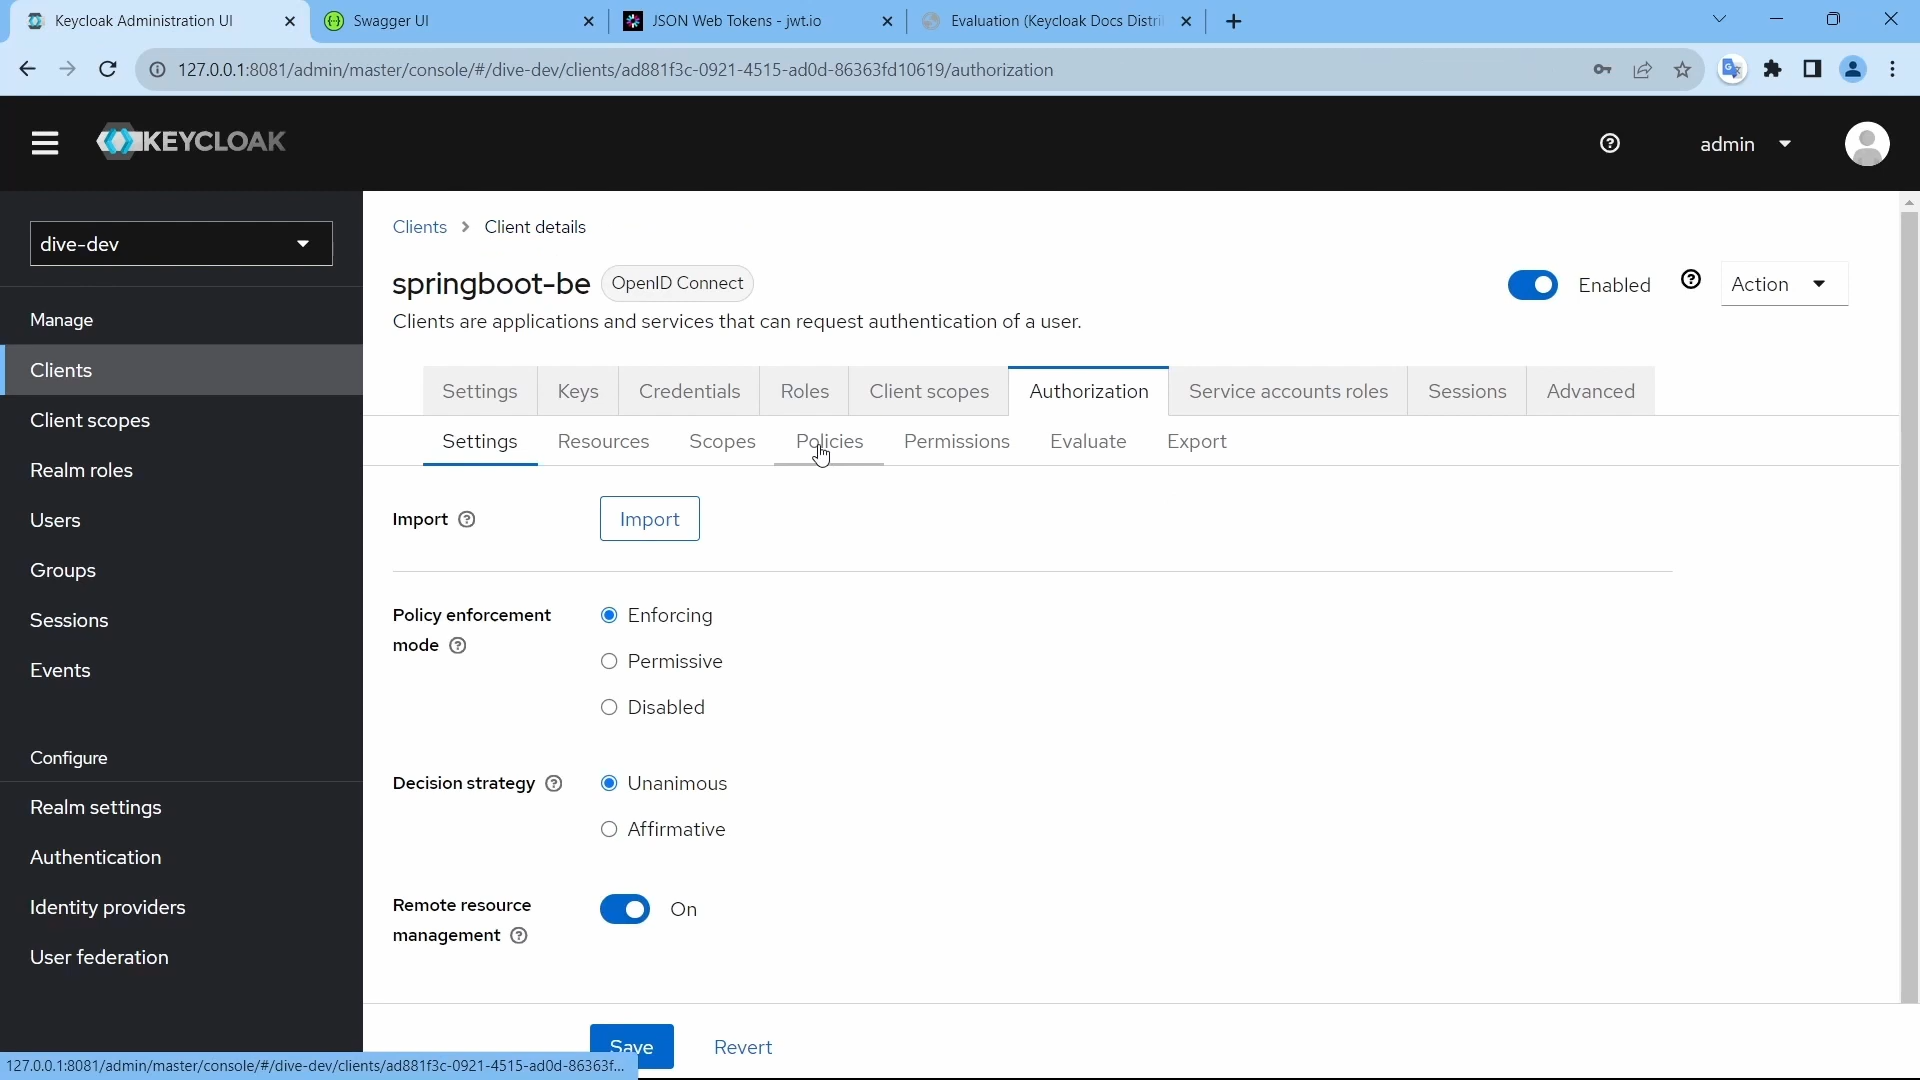 Keycloak Administration UI
Swagger UI
JSON Web Tokens - jwt.io
Evaluation (Keycloak Docs Distri
127.0.0.1:8081/admin/master/console/#/dive-dev/clients/ad881f3c-0921-4515-ad0d-86363fd10619/authorization
KEYCLOAK
admin
dive-dev
Manage
Clients
Client scopes
Realm roles
Users
Groups
Sessions
Events
Configure
Realm settings
Authentication
Identity providers
User federation
Clients > Client details
springboot-be OpenID Connect
Enabled
Action
Clients are applications and services that can request authentication of a user.
Settings Keys Credentials Roles Client scopes Authorization Service accounts roles Sessions Advanced
Settings Resources Scopes Policies Permissions Evaluate Export
Import
Import
Policy enforcement
mode
Enforcing
Permissive
Disabled
Decision strategy
Unanimous
Affirmative
Remote resource
management
On
Save
Revert
127.0.0.1:8081/admin/master/console/#/dive-dev/clients/ad881f3c-0921-4515-ad0d-86363f...